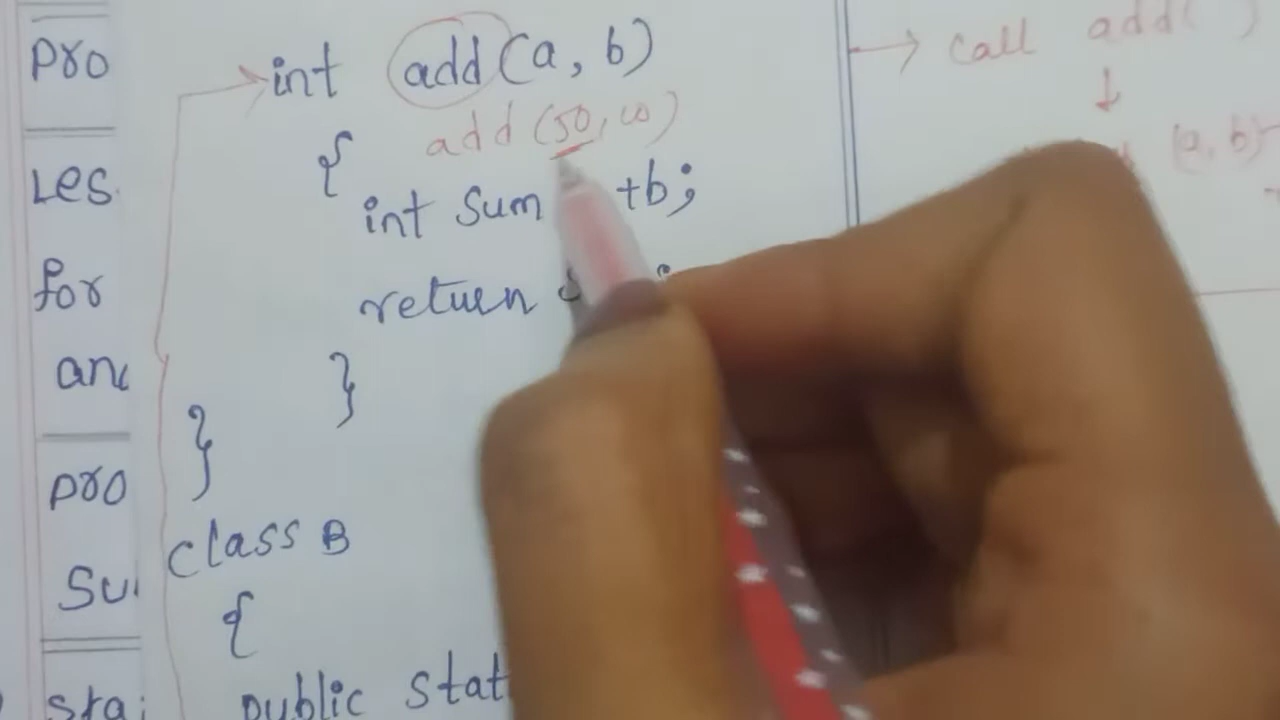 pro
Les
for
and
pro
Su
sta
int add(a, b)
add (50, 10)
{
int Sum +b;
return
}
}
class B
{
public stat
call add( )
(a, b)